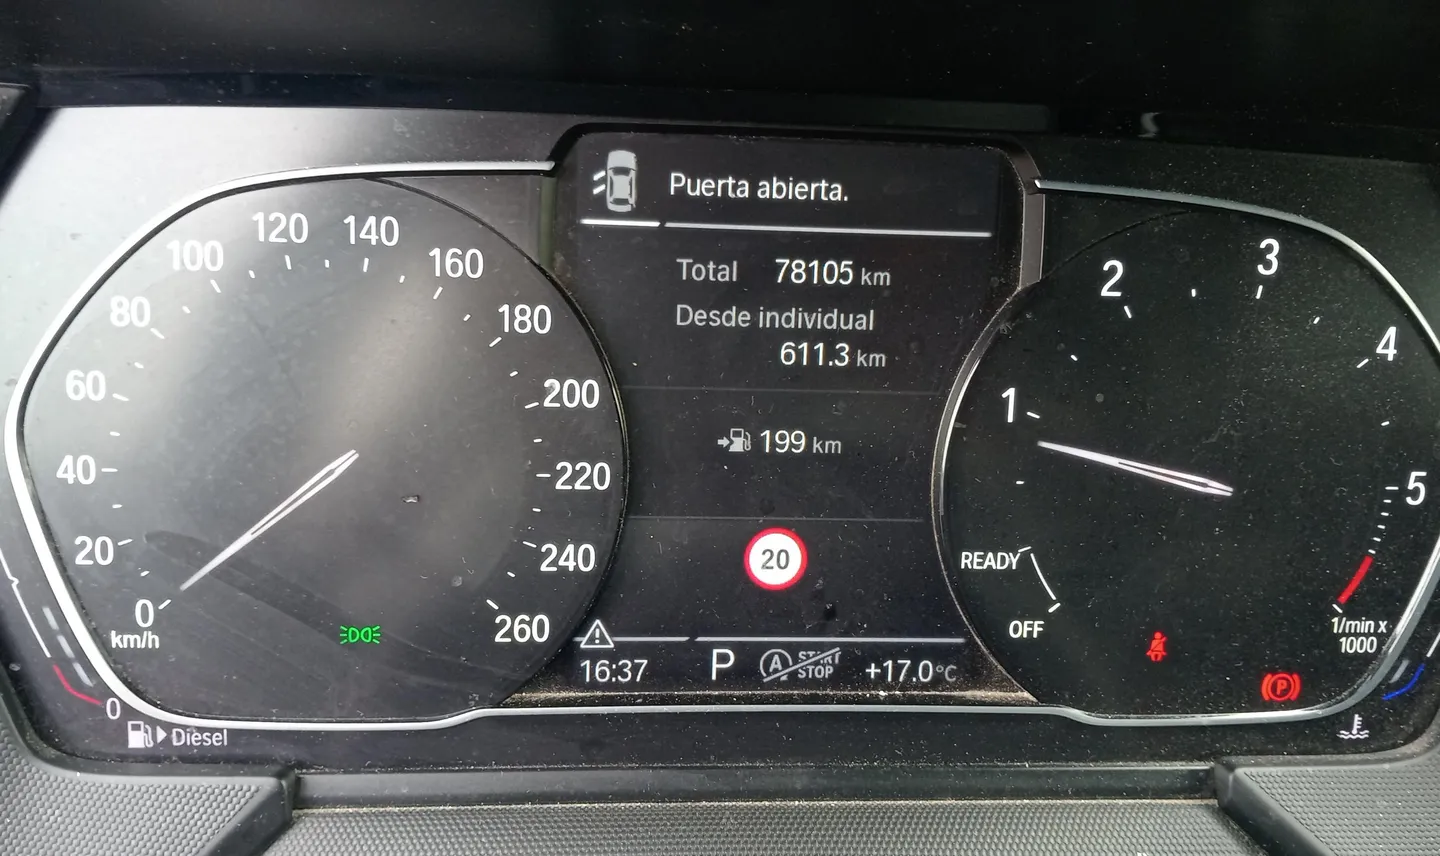 Puerta abierta.
Total 78105 km
Desde individual
611.3 km
199 km
20
16:37 P A START STOP +17.0°C
0
20
40
60
80
100
120
140
160
180
200
220
240
260
km/h
0
Diesel
OFF
READY
1
2
3
4
5
1/min x
1000
P